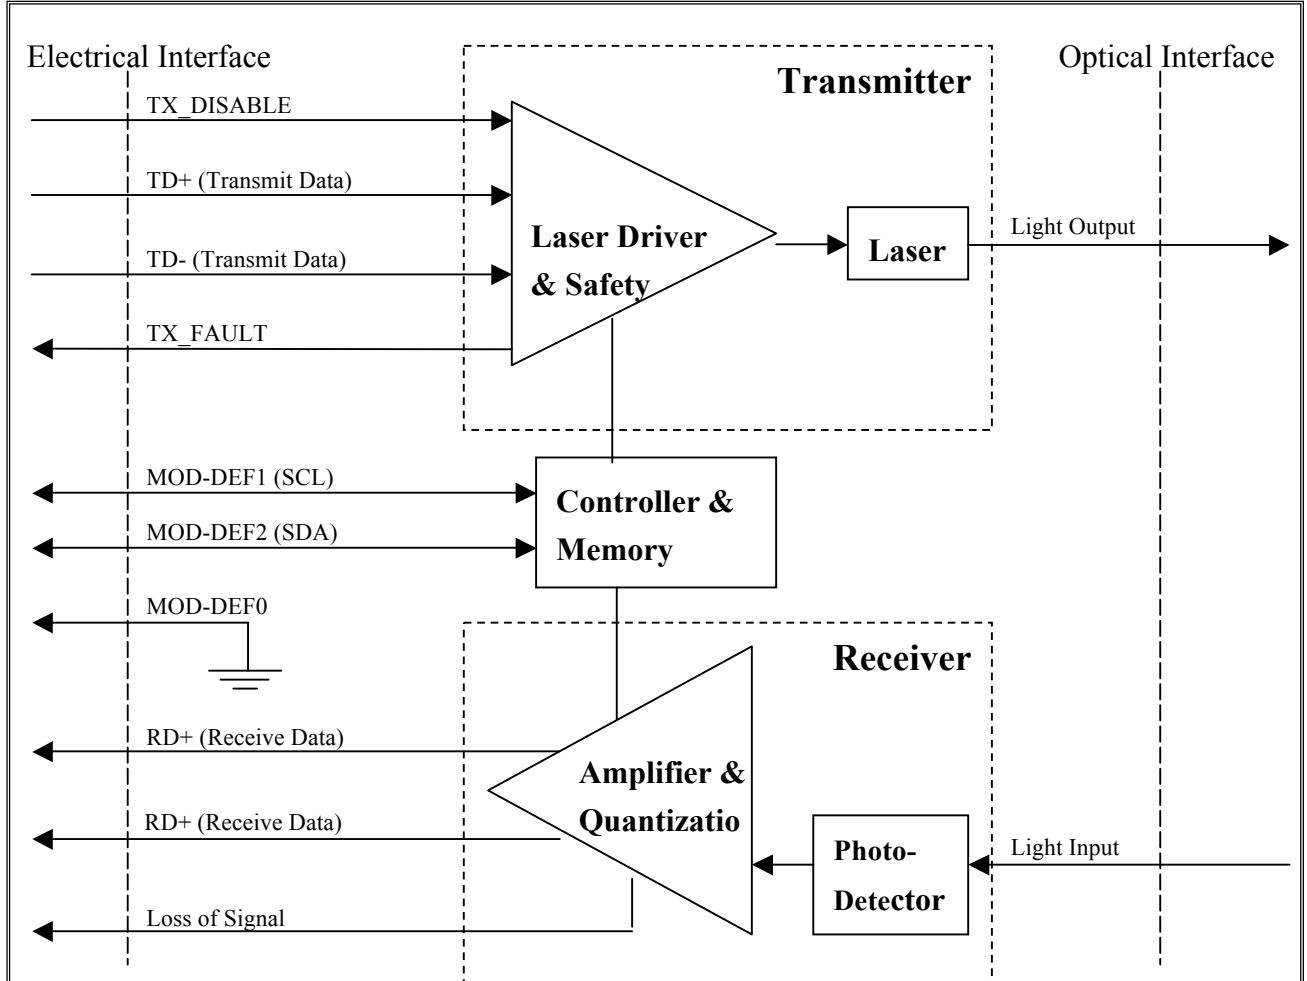 Electrical Interface
Optical Interface
Transmitter
TX_DISABLE
TD+ (Transmit Data)
TD- (Transmit Data)
TX_FAULT
Laser Driver
& Safety
Laser
Light Output
MOD-DEF1 (SCL)
MOD-DEF2 (SDA)
MOD-DEF0
Controller &
Memory
Receiver
RD+ (Receive Data)
RD+ (Receive Data)
Loss of Signal
Amplifier &
Quantizatio
Photo-
Detector
Light Input